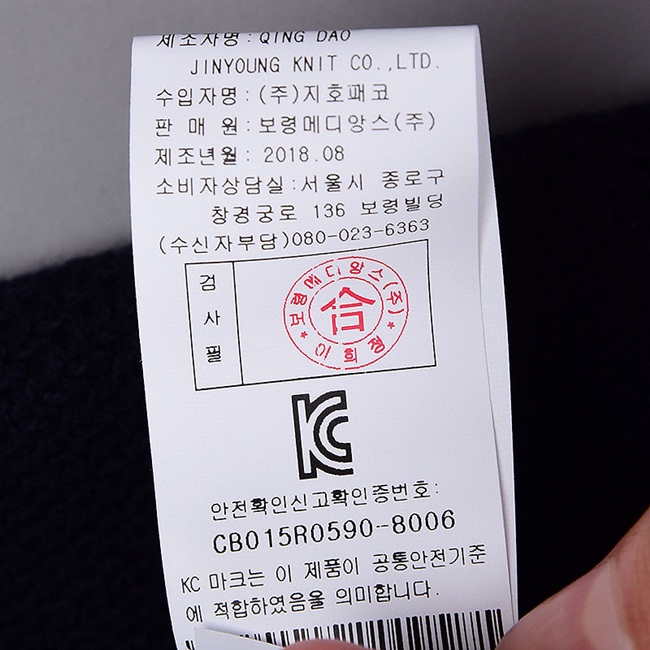 제조자명: QING DAO
JINYOUNG KNIT CO.,LTD.
수입자명: (주)지호패코
판 매 원: 보령메디앙스(주)
제조년월: 2018.08
소비자상담실:서울시 종로구
창경궁로 136 보령빌딩
(수신자부담)080-023-6363
검사필
보령메디앙스(주)
合
* 이희정 *
KC
안전확인신고확인증번호:
CB015R0590-8006
KC 마크는 이 제품이 공통안전기준
에 적합하였음을 의미합니다.